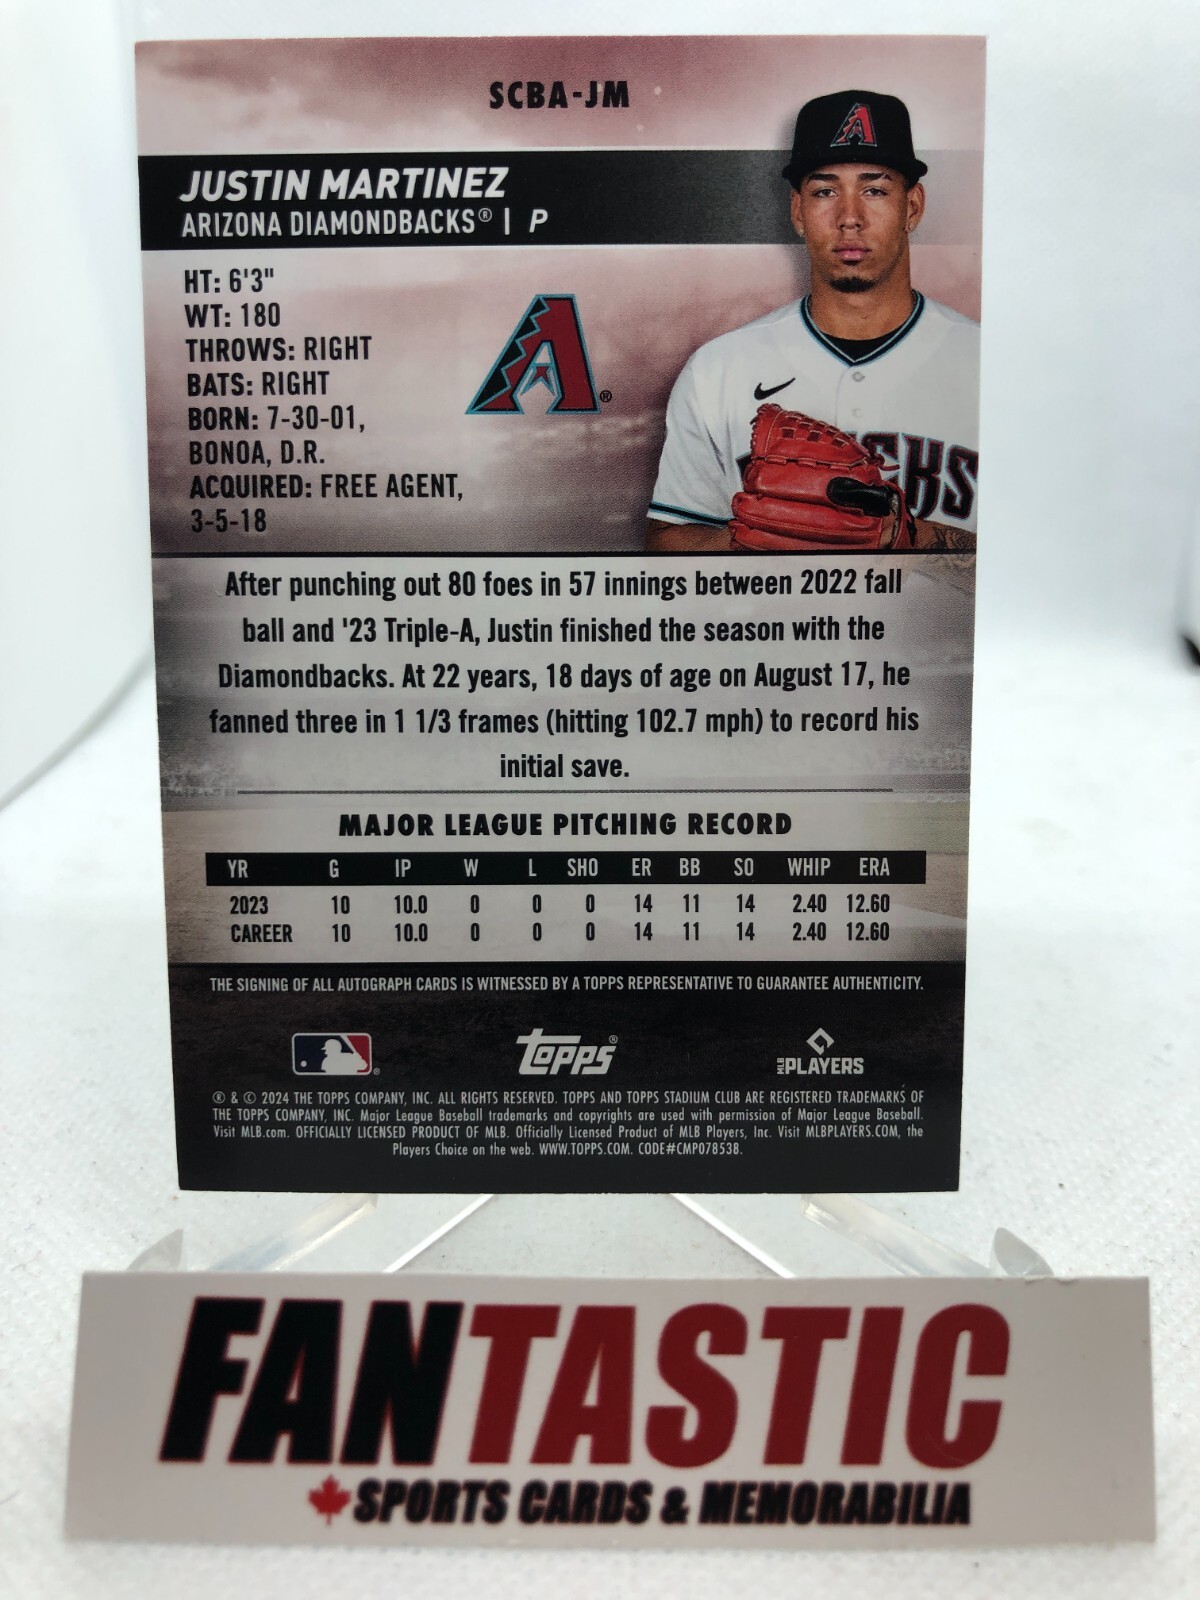 SCBA-JM
JUSTIN MARTINEZ
ARIZONA DIAMONDBACKS® | P
HT: 6'3"
WT: 180
THROWS: RIGHT
BATS: RIGHT
BORN: 7-30-01,
BONOA, D.R.
ACQUIRED: FREE AGENT,
3-5-18
A®
After punching out 80 foes in 57 innings between 2022 fall
ball and '23 Triple-A, Justin finished the season with the
Diamondbacks. At 22 years, 18 days of age on August 17, he
fanned three in 1 1/3 frames (hitting 102.7 mph) to record his
initial save.
MAJOR LEAGUE PITCHING RECORD
YR G IP W L SHO ER BB SO WHIP ERA
2023 10 10.0 0 0 0 14 11 14 2.40 12.60
CAREER 10 10.0 0 0 0 14 11 14 2.40 12.60
THE SIGNING OF ALL AUTOGRAPH CARDS IS WITNESSED BY A TOPPS REPRESENTATIVE TO GUARANTEE AUTHENTICITY.
topps® MLB PLAYERS
® & © 2024 THE TOPPS COMPANY, INC. ALL RIGHTS RESERVED. TOPPS AND TOPPS STADIUM CLUB ARE REGISTERED TRADEMARKS OF
THE TOPPS COMPANY, INC. Major League Baseball trademarks and copyrights are used with permission of Major League Baseball.
Visit MLB.com. OFFICIALLY LICENSED PRODUCT OF MLB. Officially Licensed Product of MLB Players, Inc. Visit MLBPLAYERS.COM, the
Players Choice on the web. WWW.TOPPS.COM. CODE#CMP078538.
FANTASTIC
SPORTS CARDS & MEMORABILIA